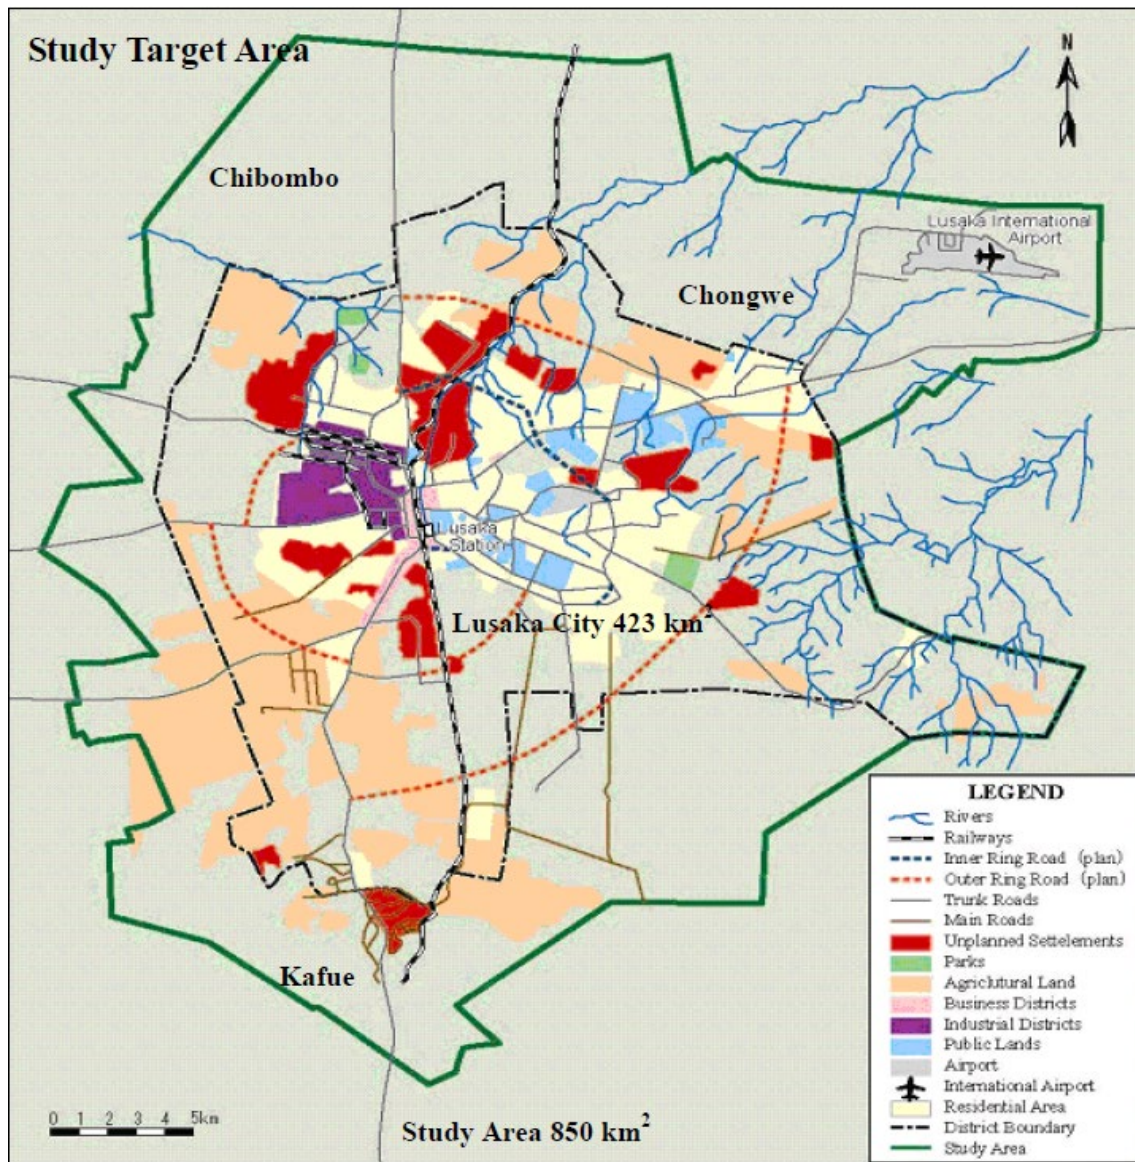 Study Target Area
N
Chibombo
Lusaka International
Airport
Chongwe
Lusaka
Station
Lusaka City 423 km²
Kafue
LEGEND
Rivers
Railways
Inner Ring Road (plan)
Outer Ring Road (plan)
Trunk Roads
Main Roads
Unplanned Settelements
Parks
Agriclutural Land
Business Districts
Industrial Districts
Public Lands
Airport
International Airport
Residential Area
District Boundary
Study Area
0 1 2 3 4 5km
Study Area 850 km²